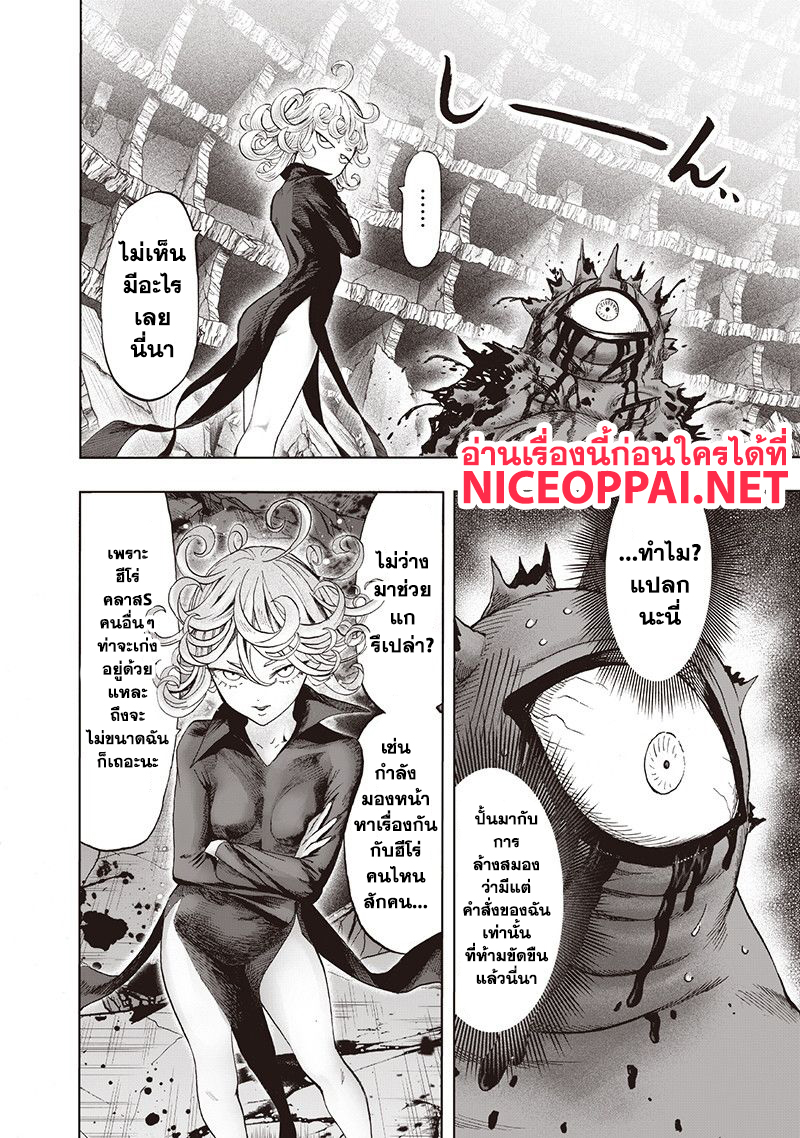 しーん、、
……
ไม่เห็น
มีอะไร
เลย
นี่นา
อ่านเรื่องนี้ก่อนใครได้ที่
NICEOPPAI.NET
...ทำไม?
แปลก
นะนี่
ปั้นมากับ
การ
ล้างสมอง
ว่ามีแต่
คำสั่งของฉัน
เท่านั้น
ที่ห้ามขัดขืน
แล้วนี่นา
ไม่ว่าง
มาช่วย
แก
รึเปล่า?
เช่น
กำลัง
มองหน้า
หาเรื่องกัน
กับฮีโร่
คนไหน
สักคน...
เพราะ
ฮีโร่
คลาสS
คนอื่นๆ
ท่าจะเก่ง
อยู่ด้วย
แหละ
ถึงจะ
ไม่ขนาดฉัน
ก็เถอะนะ